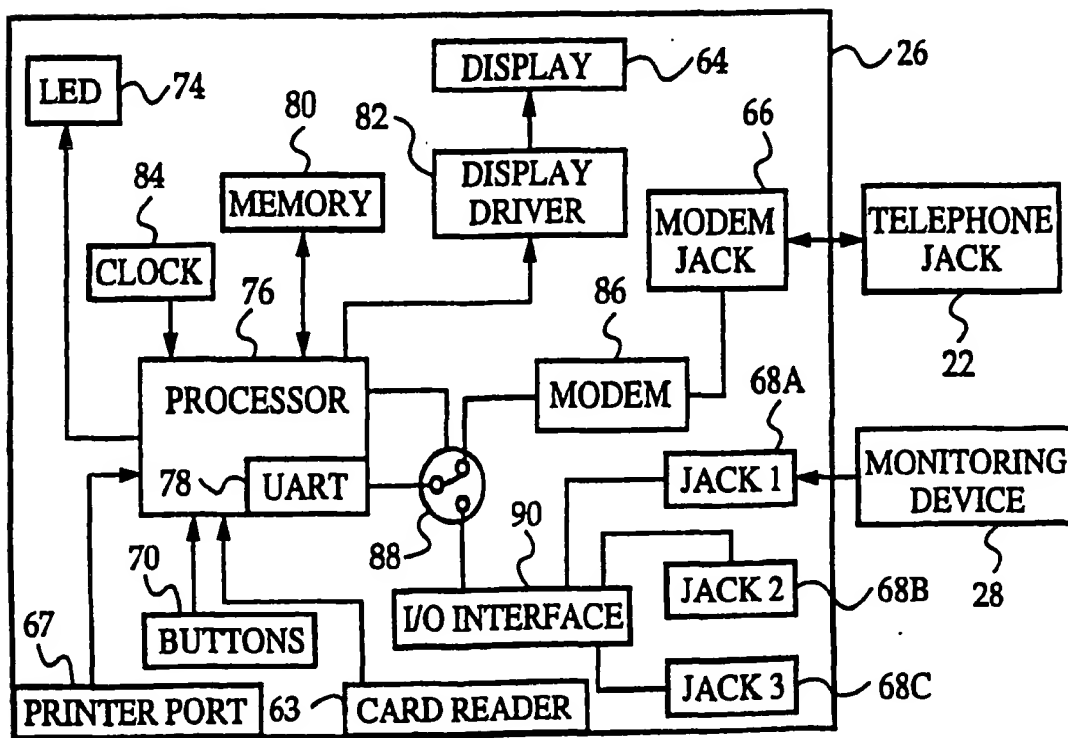 LED
74
DISPLAY
64
26
80
82
66
84
MEMORY
DISPLAY
DRIVER
MODEM
JACK
TELEPHONE
JACK
CLOCK
76
86
22
PROCESSOR
MODEM
68A
78
UART
JACK 1
MONITORING
DEVICE
88
90
70
I/O INTERFACE
JACK 2
68B
28
67
BUTTONS
JACK 3
68C
PRINTER PORT
63
CARD READER